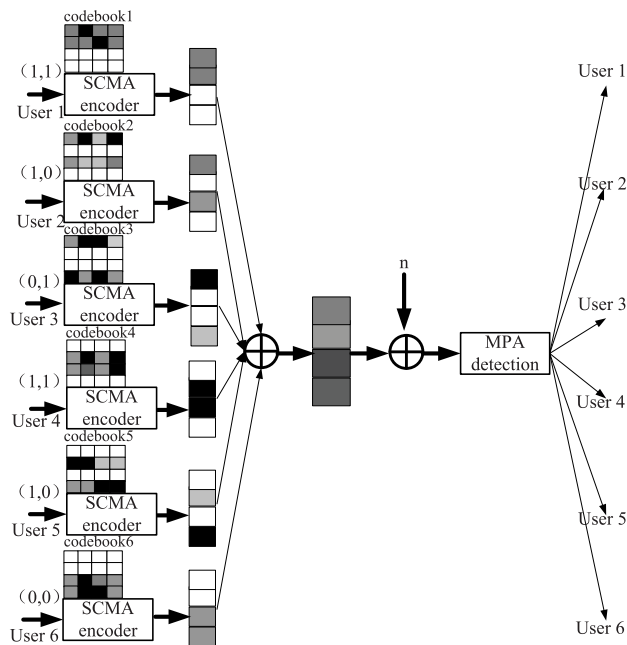 codebook1
(1,1)
SCMA
encoder
User 1
codebook2
(1,0)
SCMA
encoder
User 2
codebook3
(0,1)
SCMA
encoder
User 3
codebook4
(1,1)
SCMA
encoder
User 4
codebook5
(1,0)
SCMA
encoder
User 5
codebook6
(0,0)
SCMA
encoder
User 6
n
MPA
detection
User 1
User 2
User 3
User 4
User 5
User 6